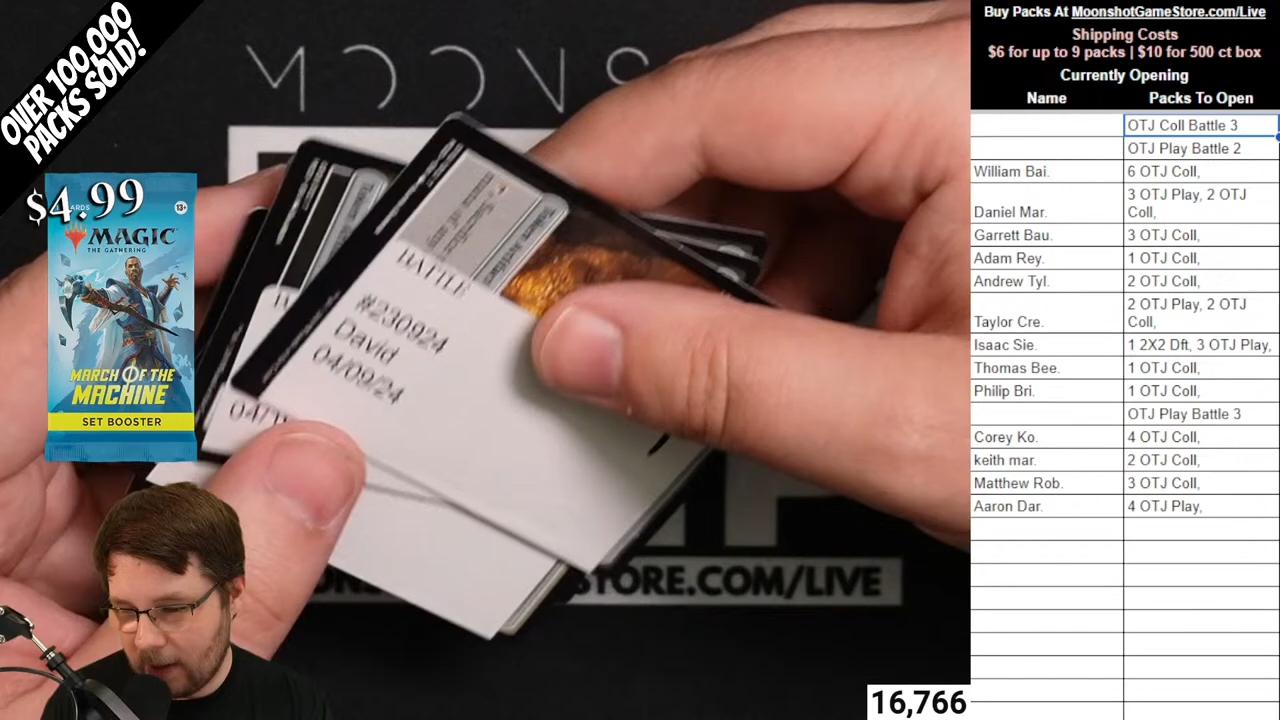 OVER 100,000
PACKS SOLD!
$4.99
13+
MAGIC
THE GATHERING
MARCH OF THE
MACHINE
SET BOOSTER
BATTLE
#230924
David
04/09/24
STORE.COM/LIVE
16,766
Buy Packs At MoonshotGameStore.com/Live
Shipping Costs
$6 for up to 9 packs | $10 for 500 ct box
Currently Opening
Name Packs To Open
OTJ Coll Battle 3
OTJ Play Battle 2
William Bai. 6 OTJ Coll,
Daniel Mar. 3 OTJ Play, 2 OTJ
Coll,
Garrett Bau. 3 OTJ Coll,
Adam Rey. 1 OTJ Coll,
Andrew Tyl. 2 OTJ Coll,
Taylor Cre. 2 OTJ Play, 2 OTJ
Coll,
Isaac Sie. 1 2X2 Dft, 3 OTJ Play,
Thomas Bee. 1 OTJ Coll,
Philip Bri. 1 OTJ Coll,
OTJ Play Battle 3
Corey Ko. 4 OTJ Coll,
keith mar. 2 OTJ Coll,
Matthew Rob. 3 OTJ Coll,
Aaron Dar. 4 OTJ Play,